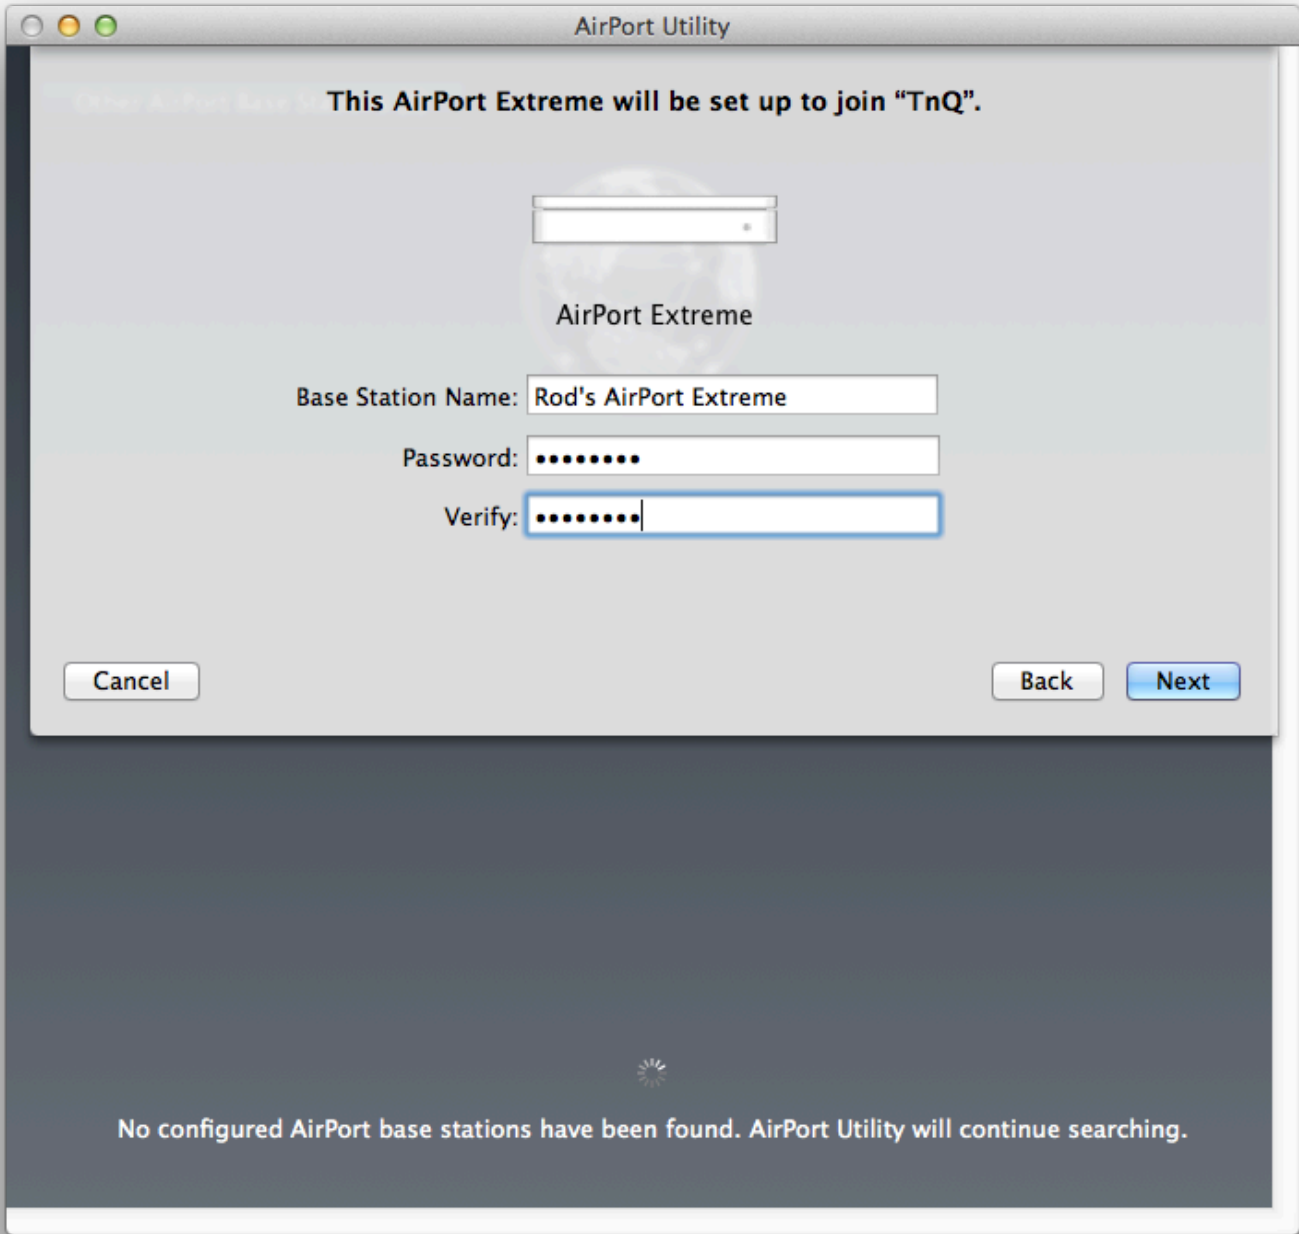 AirPort Utility
This AirPort Extreme will be set up to join “TnQ”.
AirPort Extreme
Base Station Name: Rod's AirPort Extreme
Password: ••••••••
Verify: ••••••••
Cancel
Back
Next
No configured AirPort base stations have been found. AirPort Utility will continue searching.